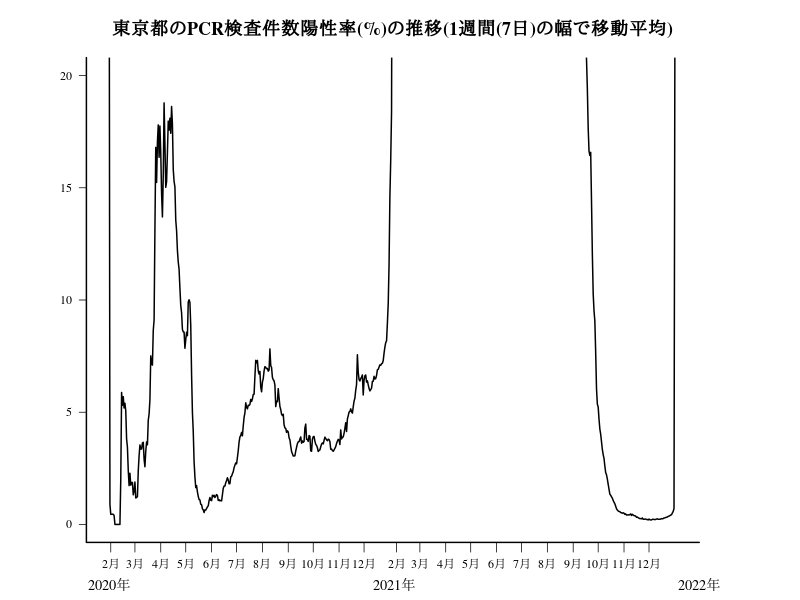 東京都のPCR検査件数陽性率(%)の推移(1週間(7日)の幅で移動平均)
20
15
10
5
0
2月 3月 4月 5月 6月 7月 8月 9月 10月 11月 12月 2月 3月 4月 5月 6月 7月 8月 9月 10月 11月 12月
2020年 2021年 2022年